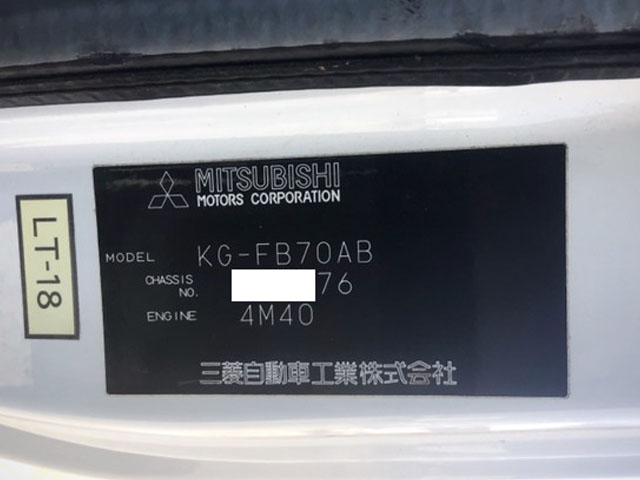 MITSUBISHI
MOTORS CORPORATION
MODEL KG-FB70AB
CHASSIS NO. 76
ENGINE 4M40
三菱自動車工業株式会社
LT-18